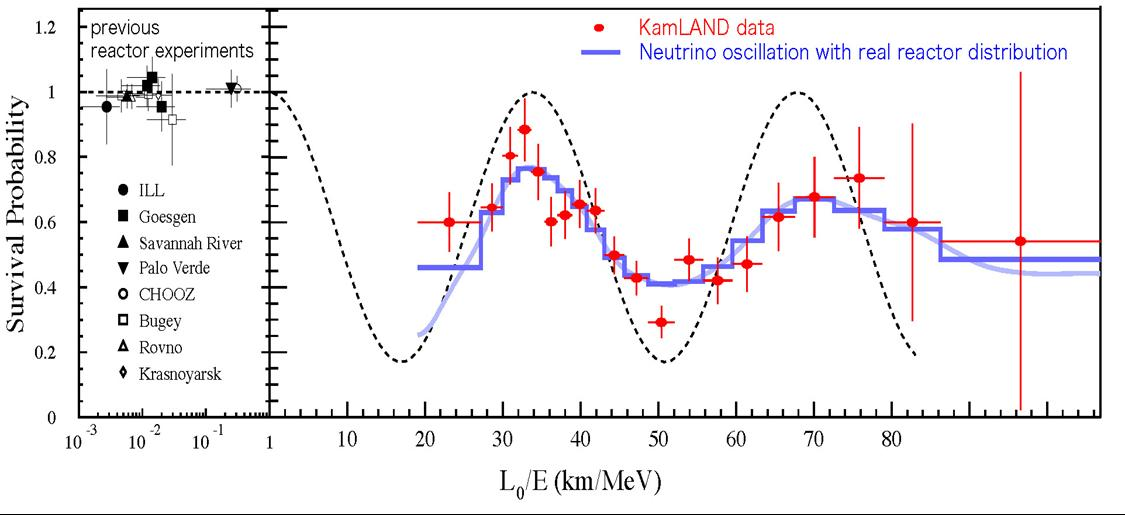 previous
reactor experiments
KamLAND data
Neutrino oscillation with real reactor distribution
Survival Probability
1.2
1
0.8
0.6
0.4
0.2
0
ILL
Goesgen
Savannah River
Palo Verde
CHOOZ
Bugey
Rovno
Krasnoyarsk
10⁻³ 10⁻² 10⁻¹ 1 10 20 30 40 50 60 70 80
L₀/E (km/MeV)